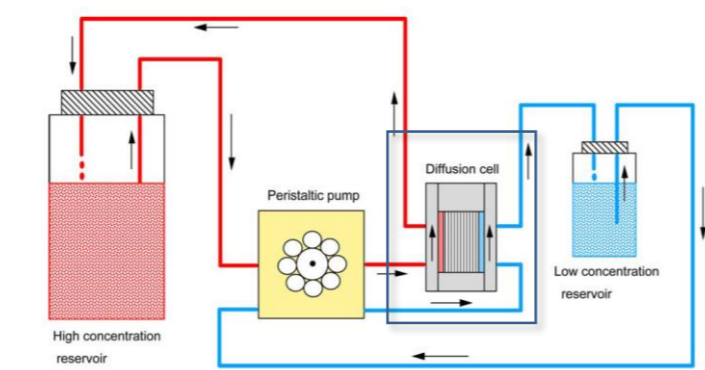 Diffusion cell
Peristaltic pump
Low concentration
reservoir
High concentration
reservoir